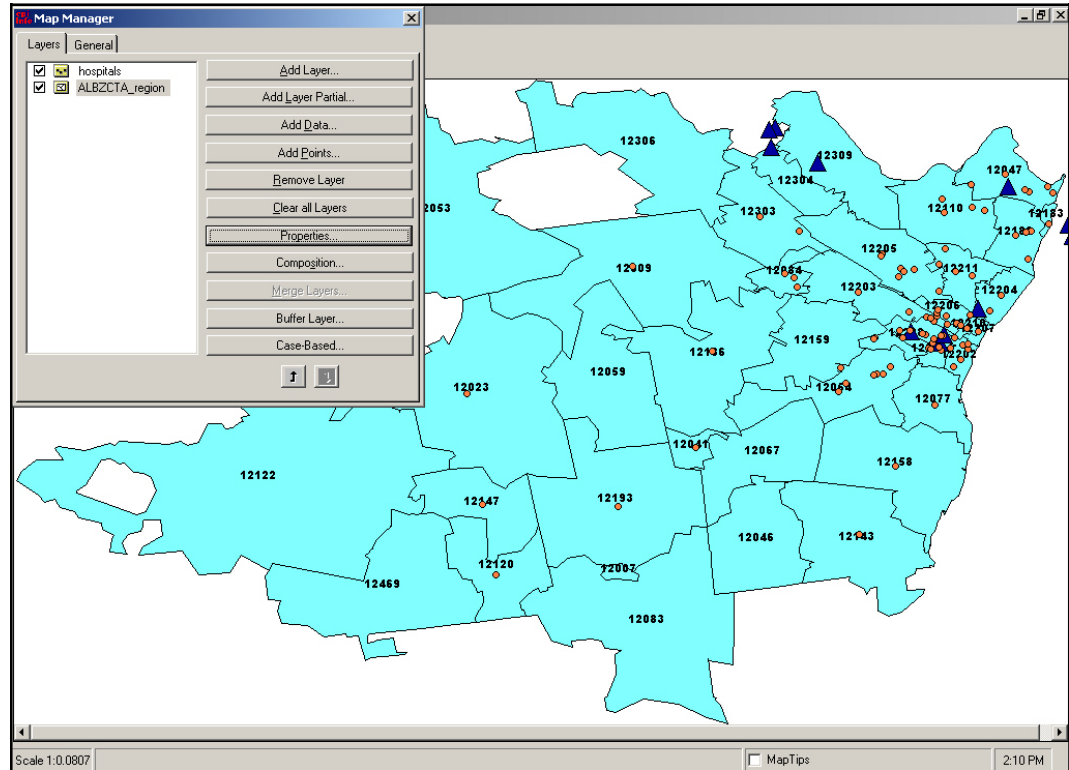 Map Manager
Layers General
hospitals
ALBZCTA_region
Add Layer...
Add Layer Partial...
Add Data...
Add Points...
Remove Layer
Clear all Layers
Properties...
Composition...
Merge Layers...
Buffer Layer...
Case-Based...
12306
12309
12304
12047
12303
12110
12183
12205
12211
12009
12203
12204
12206
12159
12136
12202
12059
12023
12077
12041
12067
12158
12122
12147
12193
12046
12143
12469
12120
12007
12083
Scale 1:0.0807
MapTips
2:10 PM